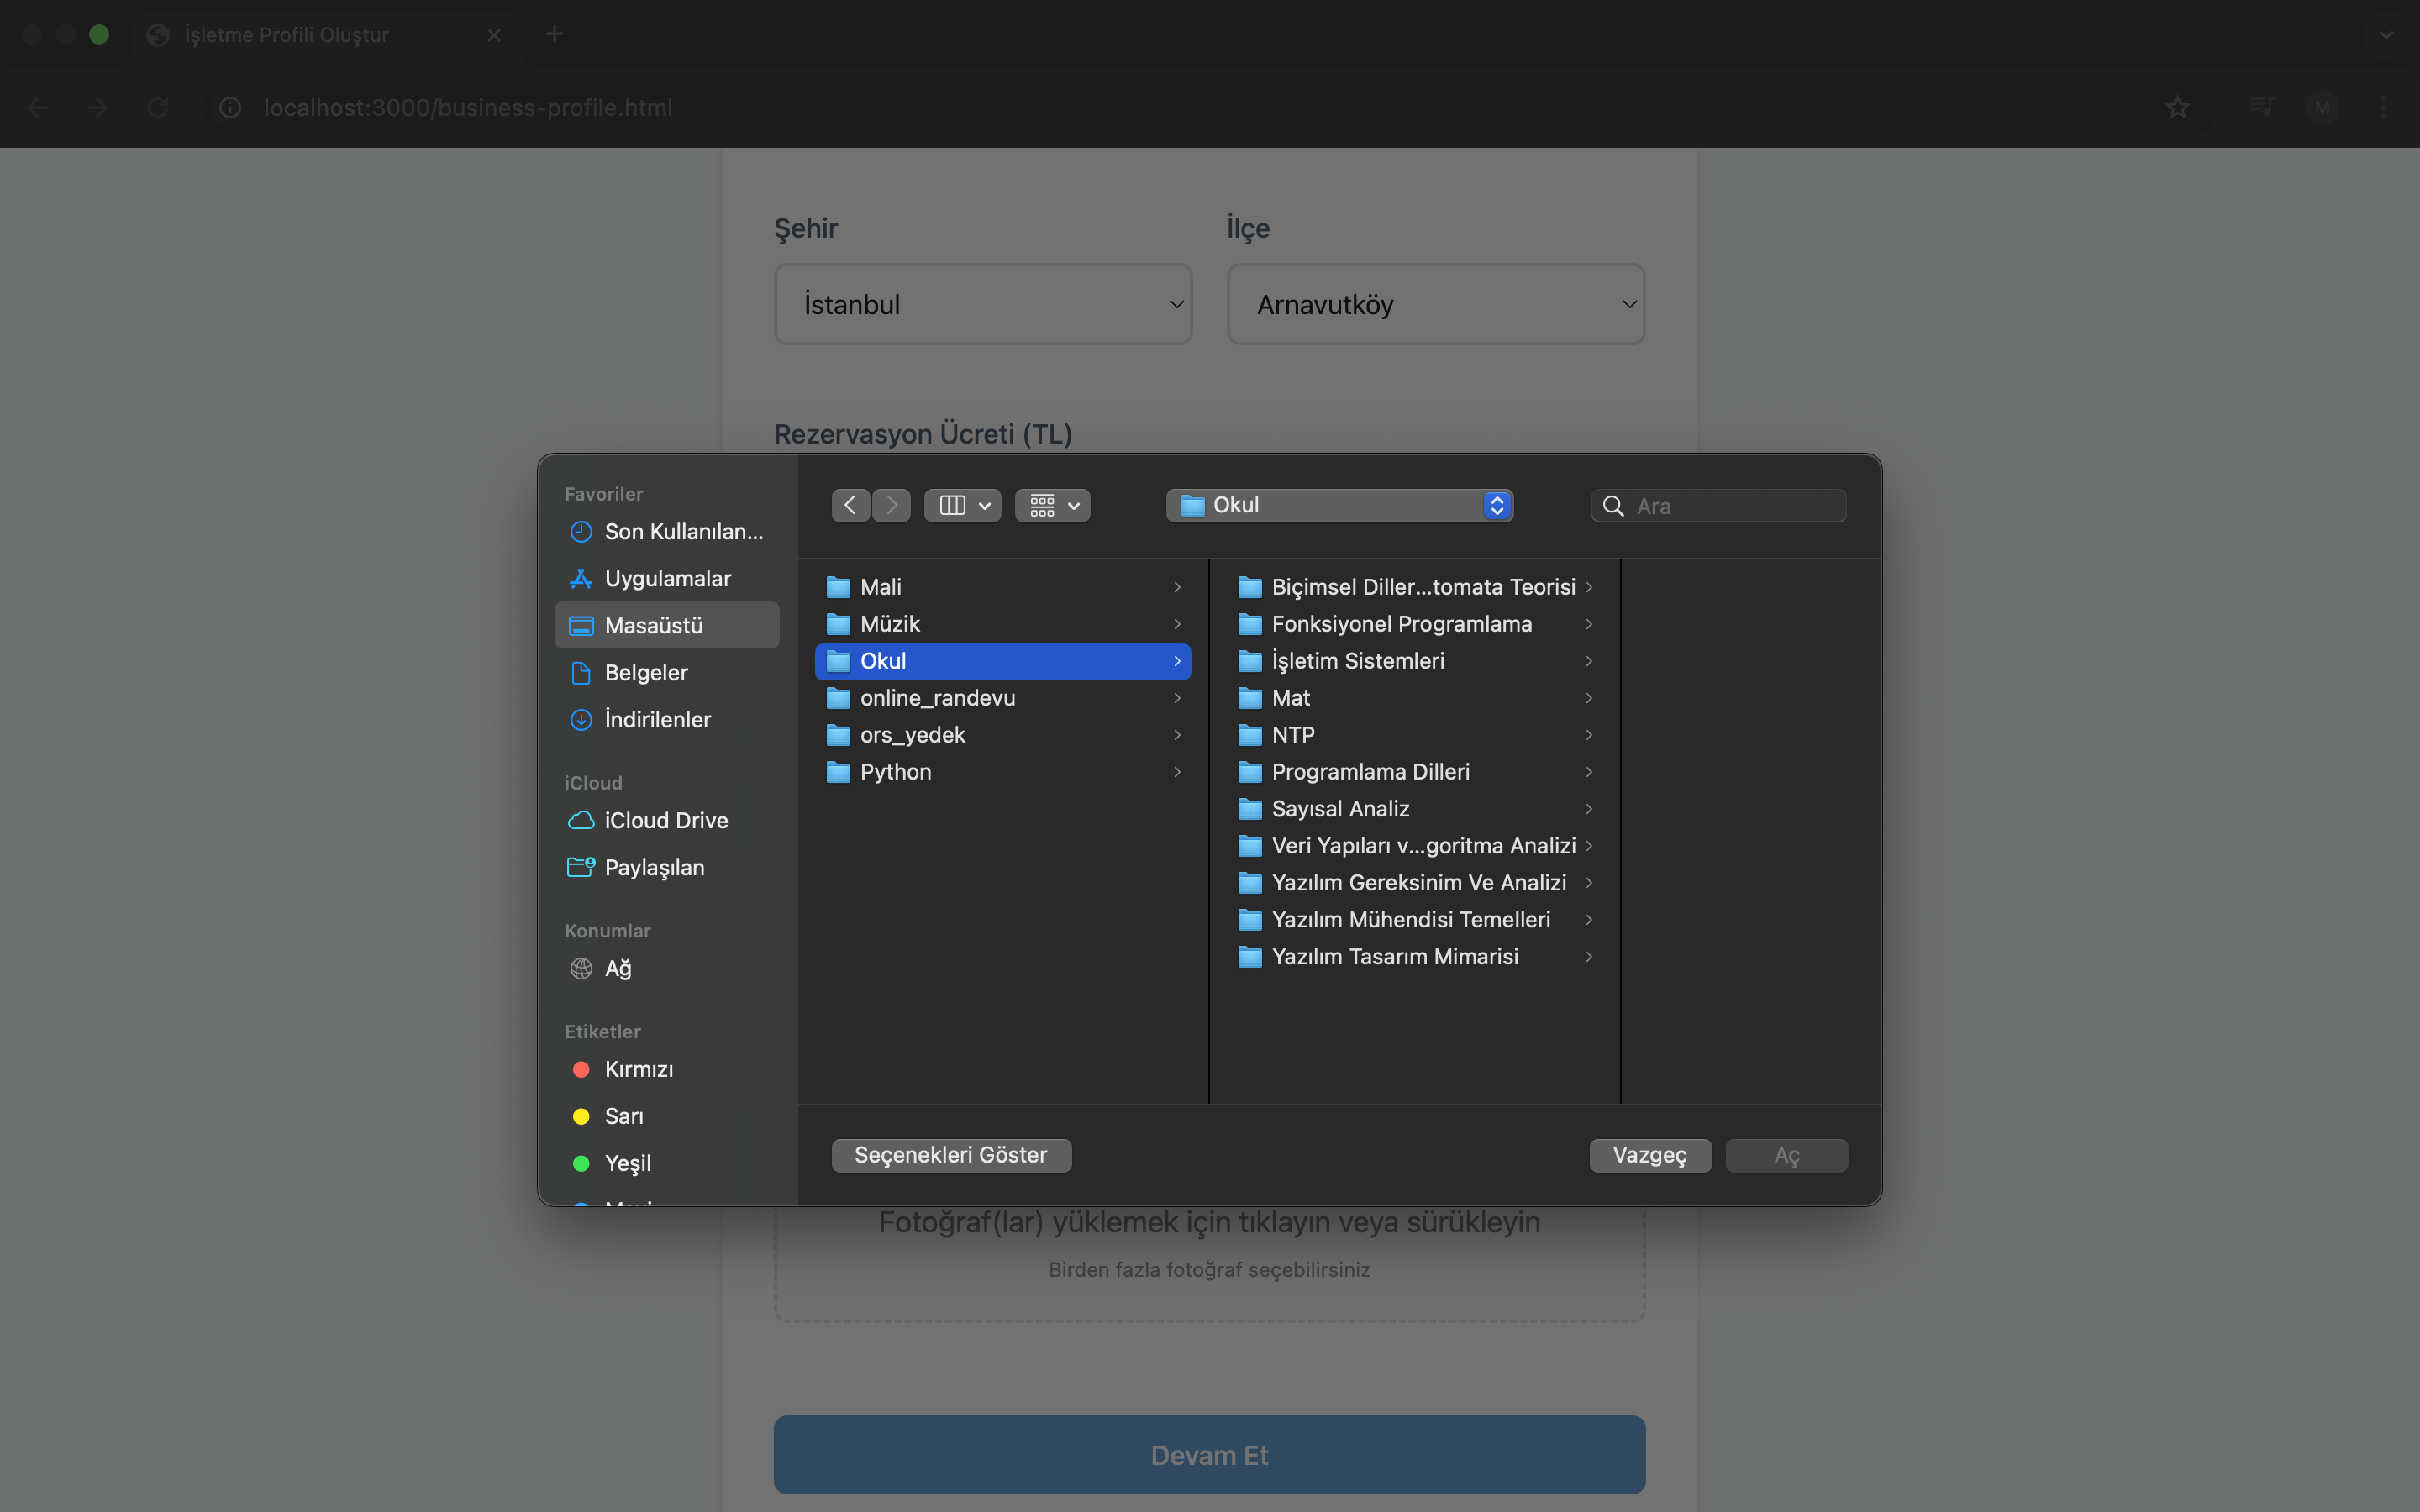 İşletme Profili Oluştur
localhost:3000/business-profile.html
M
Şehir
İlçe
İstanbul
Arnavutköy
Rezervasyon Ücreti (TL)
Favoriler
Son Kullanılan...
Uygulamalar
Masaüstü
Belgeler
İndirilenler
iCloud
iCloud Drive
Paylaşılan
Konumlar
Ağ
Etiketler
Kırmızı
Sarı
Yeşil
Okul
Ara
Mali
Müzik
Okul
online_randevu
ors_yedek
Python
Biçimsel Diller...tomata Teorisi
Fonksiyonel Programlama
İşletim Sistemleri
Mat
NTP
Programlama Dilleri
Sayısal Analiz
Veri Yapıları v...goritma Analizi
Yazılım Gereksinim Ve Analizi
Yazılım Mühendisi Temelleri
Yazılım Tasarım Mimarisi
Seçenekleri Göster
Vazgeç
Aç
Fotoğraf(lar) yüklemek için tıklayın veya sürükleyin
Birden fazla fotoğraf seçebilirsiniz
Devam Et